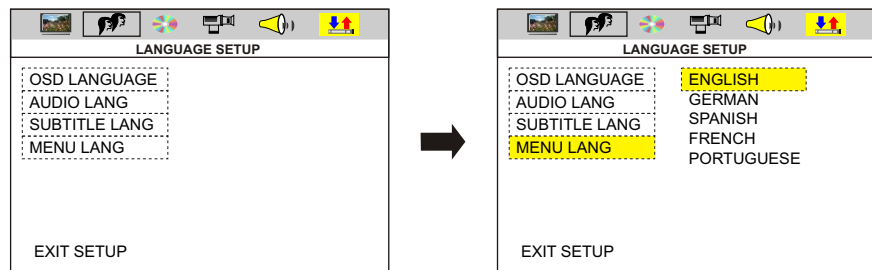 LANGUAGE SETUP
OSD LANGUAGE
AUDIO LANG
SUBTITLE LANG
MENU LANG
EXIT SETUP
LANGUAGE SETUP
OSD LANGUAGE
AUDIO LANG
SUBTITLE LANG
MENU LANG
ENGLISH
GERMAN
SPANISH
FRENCH
PORTUGUESE
EXIT SETUP